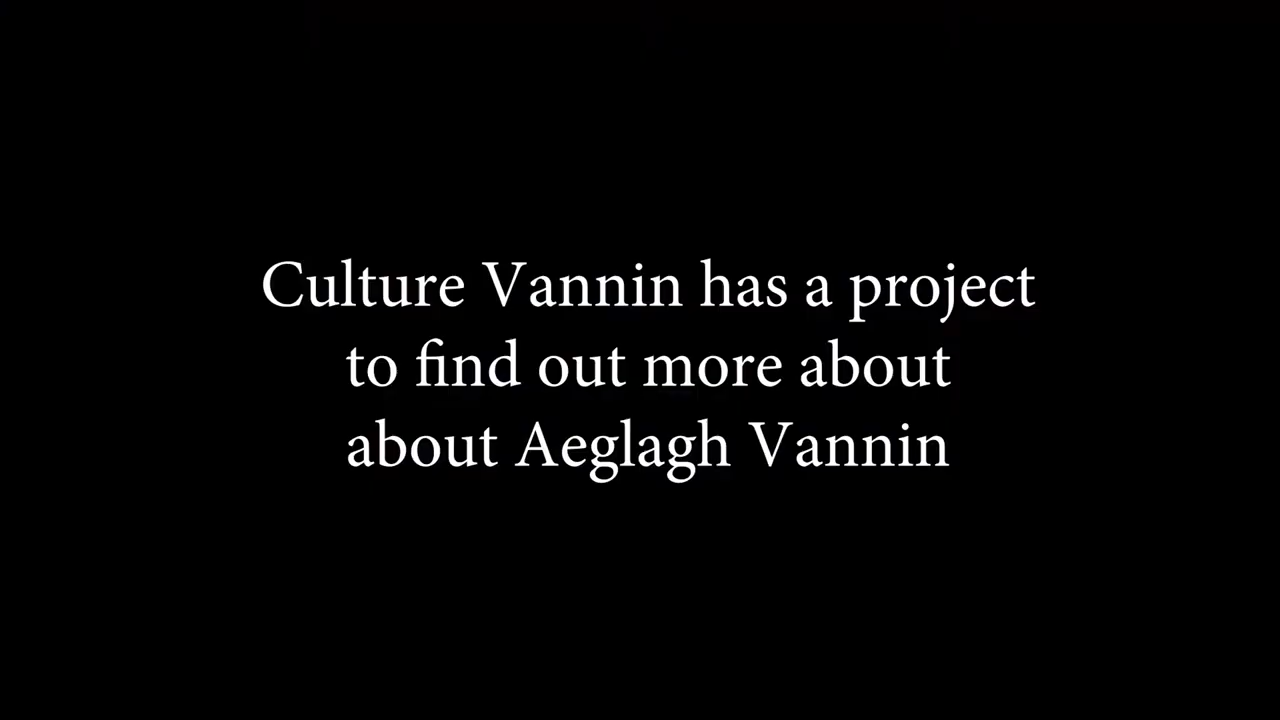 Culture Vannin has a project
to find out more about
about Aeglagh Vannin